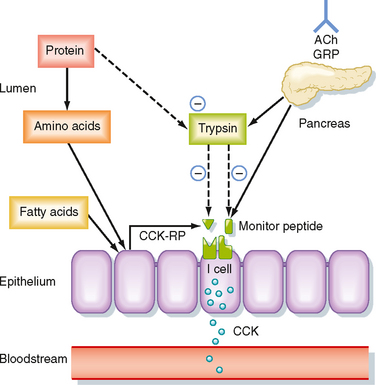 ACh
GRP
Protein
Lumen
−
Amino acids
Trypsin
Pancreas
−
−
Fatty acids
CCK-RP
Monitor peptide
I cell
Epithelium
CCK
Bloodstream